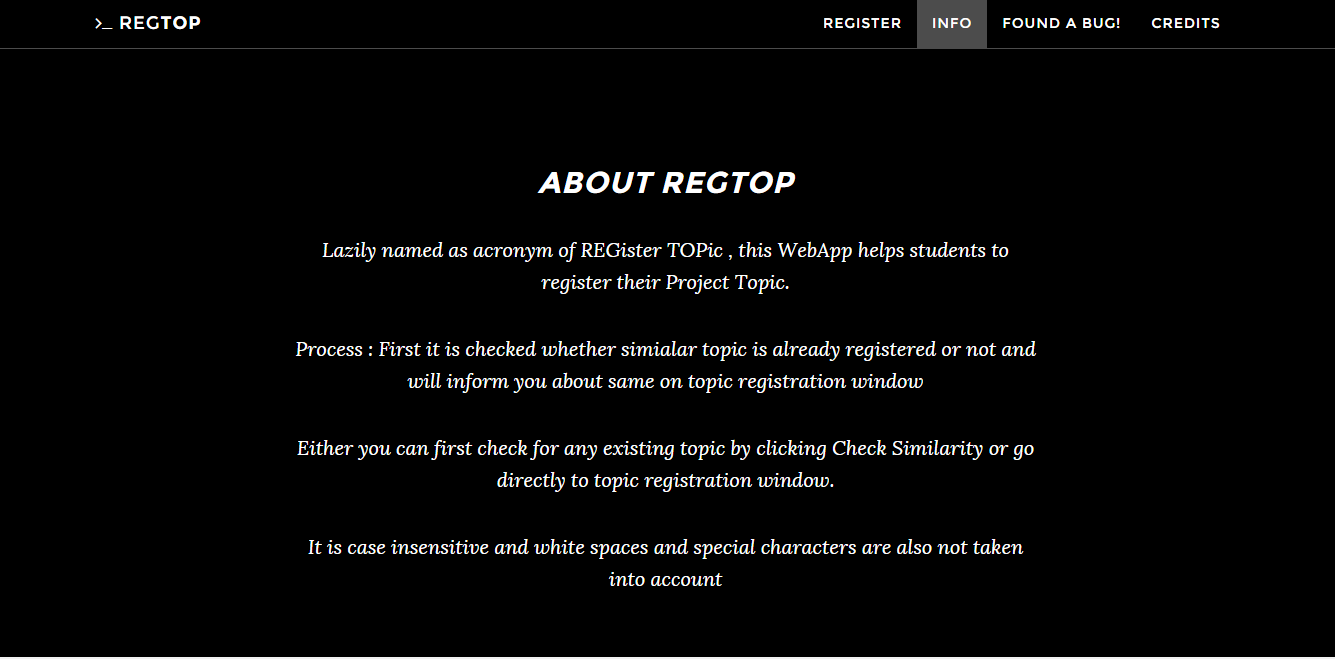 >_ REGTOP
REGISTER INFO FOUND A BUG! CREDITS
ABOUT REGTOP
Lazily named as acronym of REGister TOPic , this WebApp helps students to
register their Project Topic.
Process : First it is checked whether simialar topic is already registered or not and
will inform you about same on topic registration window
Either you can first check for any existing topic by clicking Check Similarity or go
directly to topic registration window.
It is case insensitive and white spaces and special characters are also not taken
into account